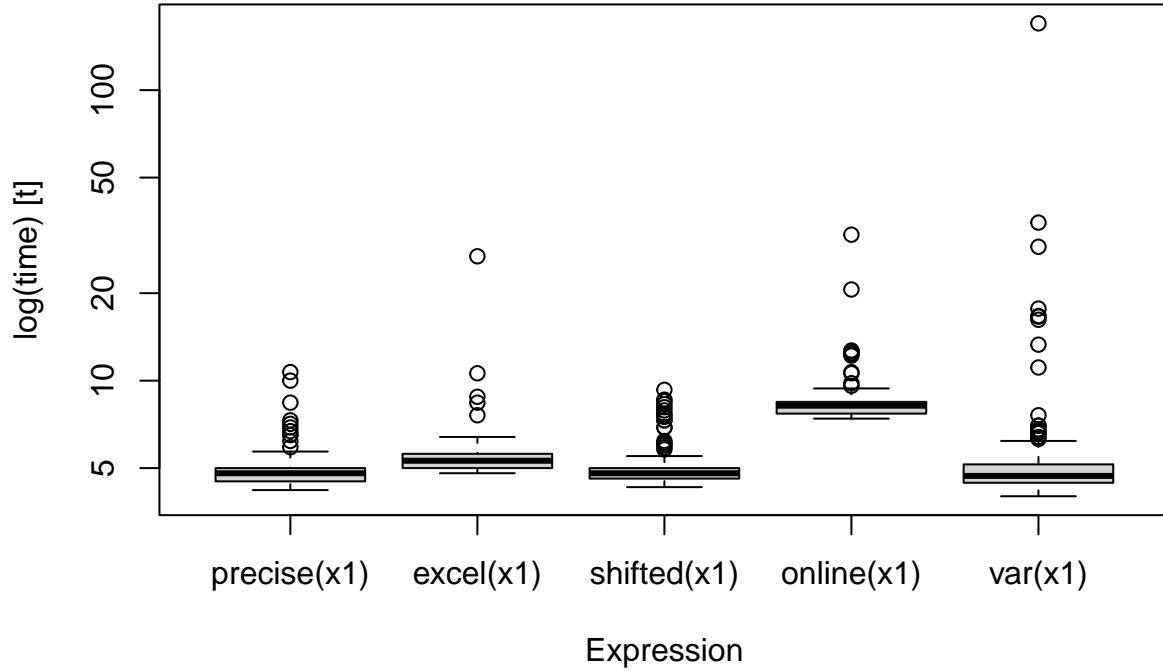 log(time) [t]
100
50
20
10
5
precise(x1)
excel(x1)
shifted(x1)
online(x1)
var(x1)
Expression